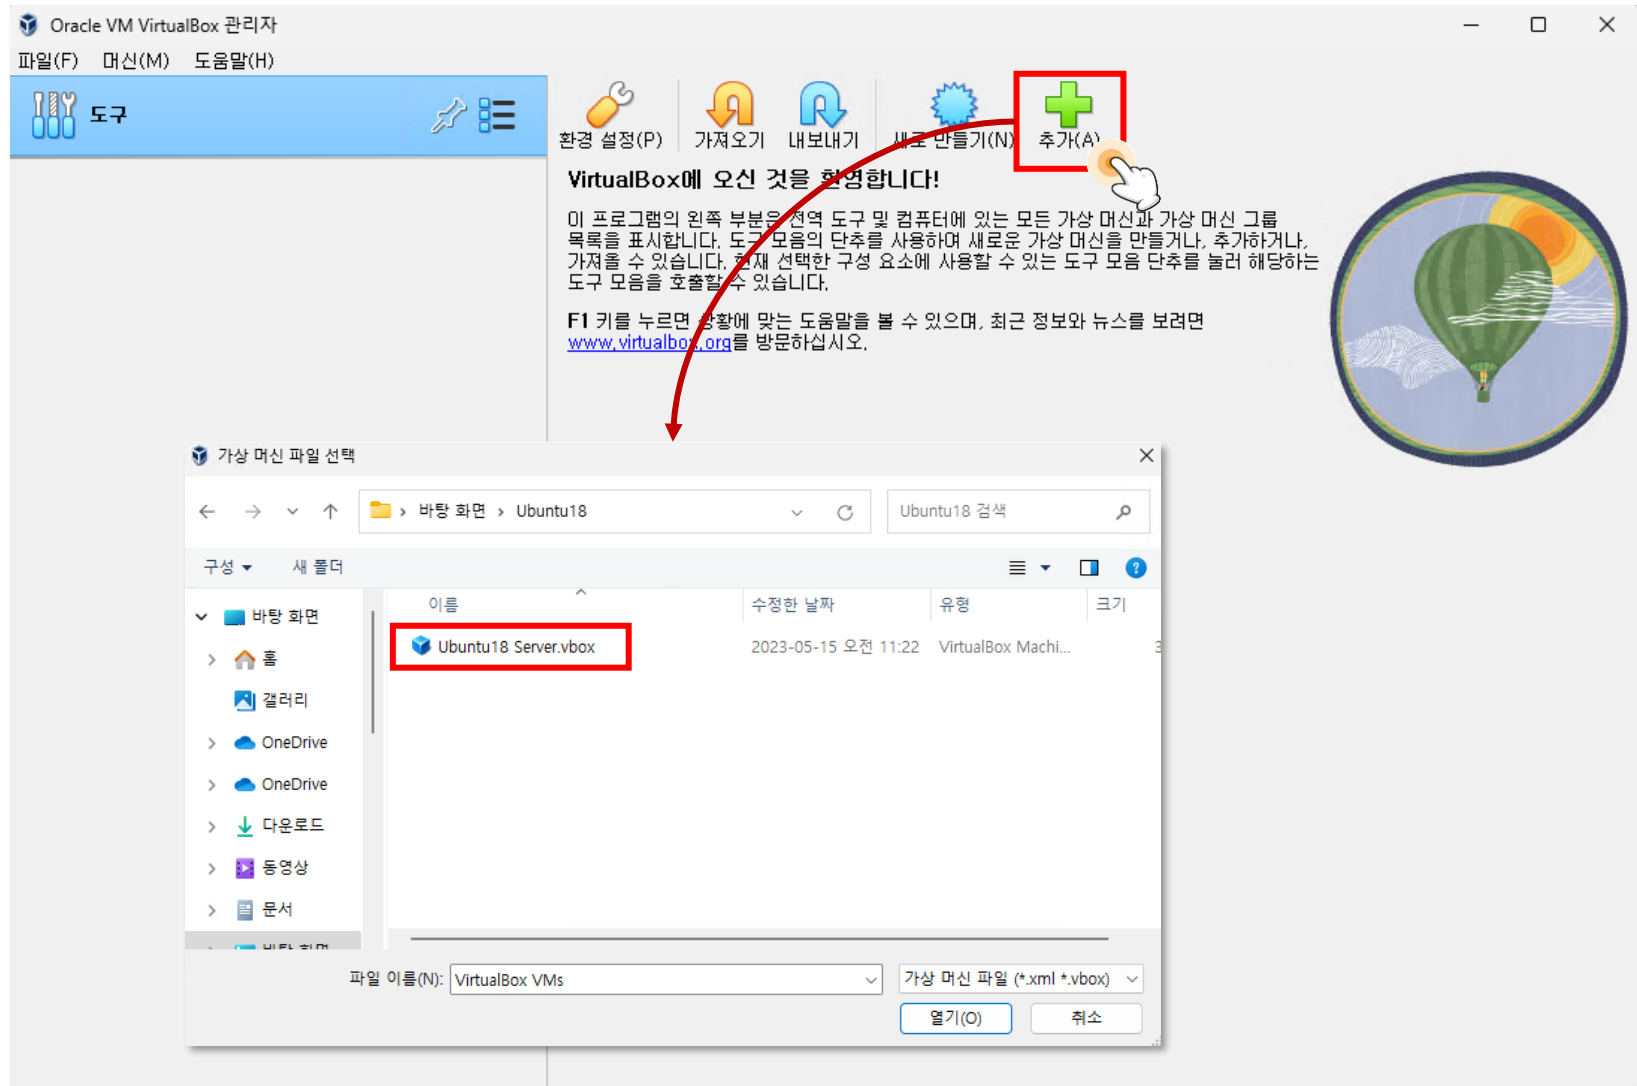 Oracle VM VirtualBox 관리자
파일(F) 머신(M) 도움말(H)
도구
환경 설정(P) 가져오기 내보내기 새로 만들기(N) 추가(A)
VirtualBox에 오신 것을 환영합니다!
이 프로그램의 왼쪽 부분은 전역 도구 및 컴퓨터에 있는 모든 가상 머신과 가상 머신 그룹
목록을 표시합니다. 도구 모음의 단추를 사용하여 새로운 가상 머신을 만들거나, 추가하거나,
가져올 수 있습니다. 현재 선택한 구성 요소에 사용할 수 있는 도구 모음 단추를 눌러 해당하는
도구 모음을 호출할 수 있습니다.
F1 키를 누르면 상황에 맞는 도움말을 볼 수 있으며, 최근 정보와 뉴스를 보려면
www.virtualbox.org를 방문하십시오.
가상 머신 파일 선택
바탕 화면 > Ubuntu18
Ubuntu18 검색
구성 새 폴더
이름 수정한 날짜 유형 크기
Ubuntu18 Server.vbox 2023-05-15 오전 11:22 VirtualBox Machi... 3
바탕 화면
홈
갤러리
OneDrive
OneDrive
다운로드
동영상
문서
바탕 화면
파일 이름(N): VirtualBox VMs 가상 머신 파일 (*.xml *.vbox)
열기(O) 취소